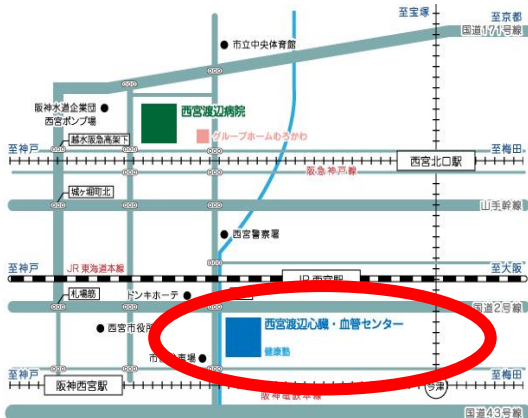 至宝塚
至京都
国道171号線
市立中央体育館
阪神水道企業団
西宮ポンプ場
西宮渡辺病院
グループホームむろかわ
越水阪急高架下
至神戸
至梅田
西宮北口駅
阪急神戸線
城ヶ堀町北
山手幹線
西宮警察署
至神戸
JR東海道本線
至大阪
JR西宮駅
札場筋
ドンキホーテ
国道2号線
西宮渡辺心臓・血管センター
西宮市役所
健康塾
至神戸
至梅田
阪神西宮駅
今津
阪神電鉄本線
国道43号線